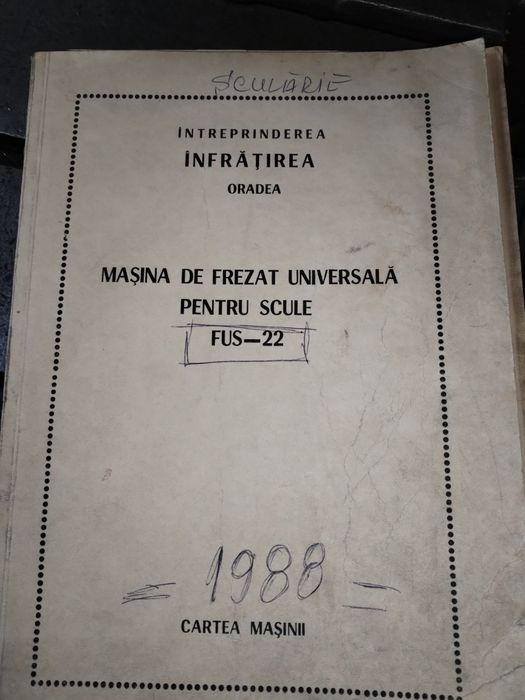 SCULĂRIE
ÎNTREPRINDEREA
ÎNFRĂȚIREA
ORADEA
MAȘINA DE FREZAT UNIVERSALĂ
PENTRU SCULE
FUS—22
= 1988 =
CARTEA MAȘINII